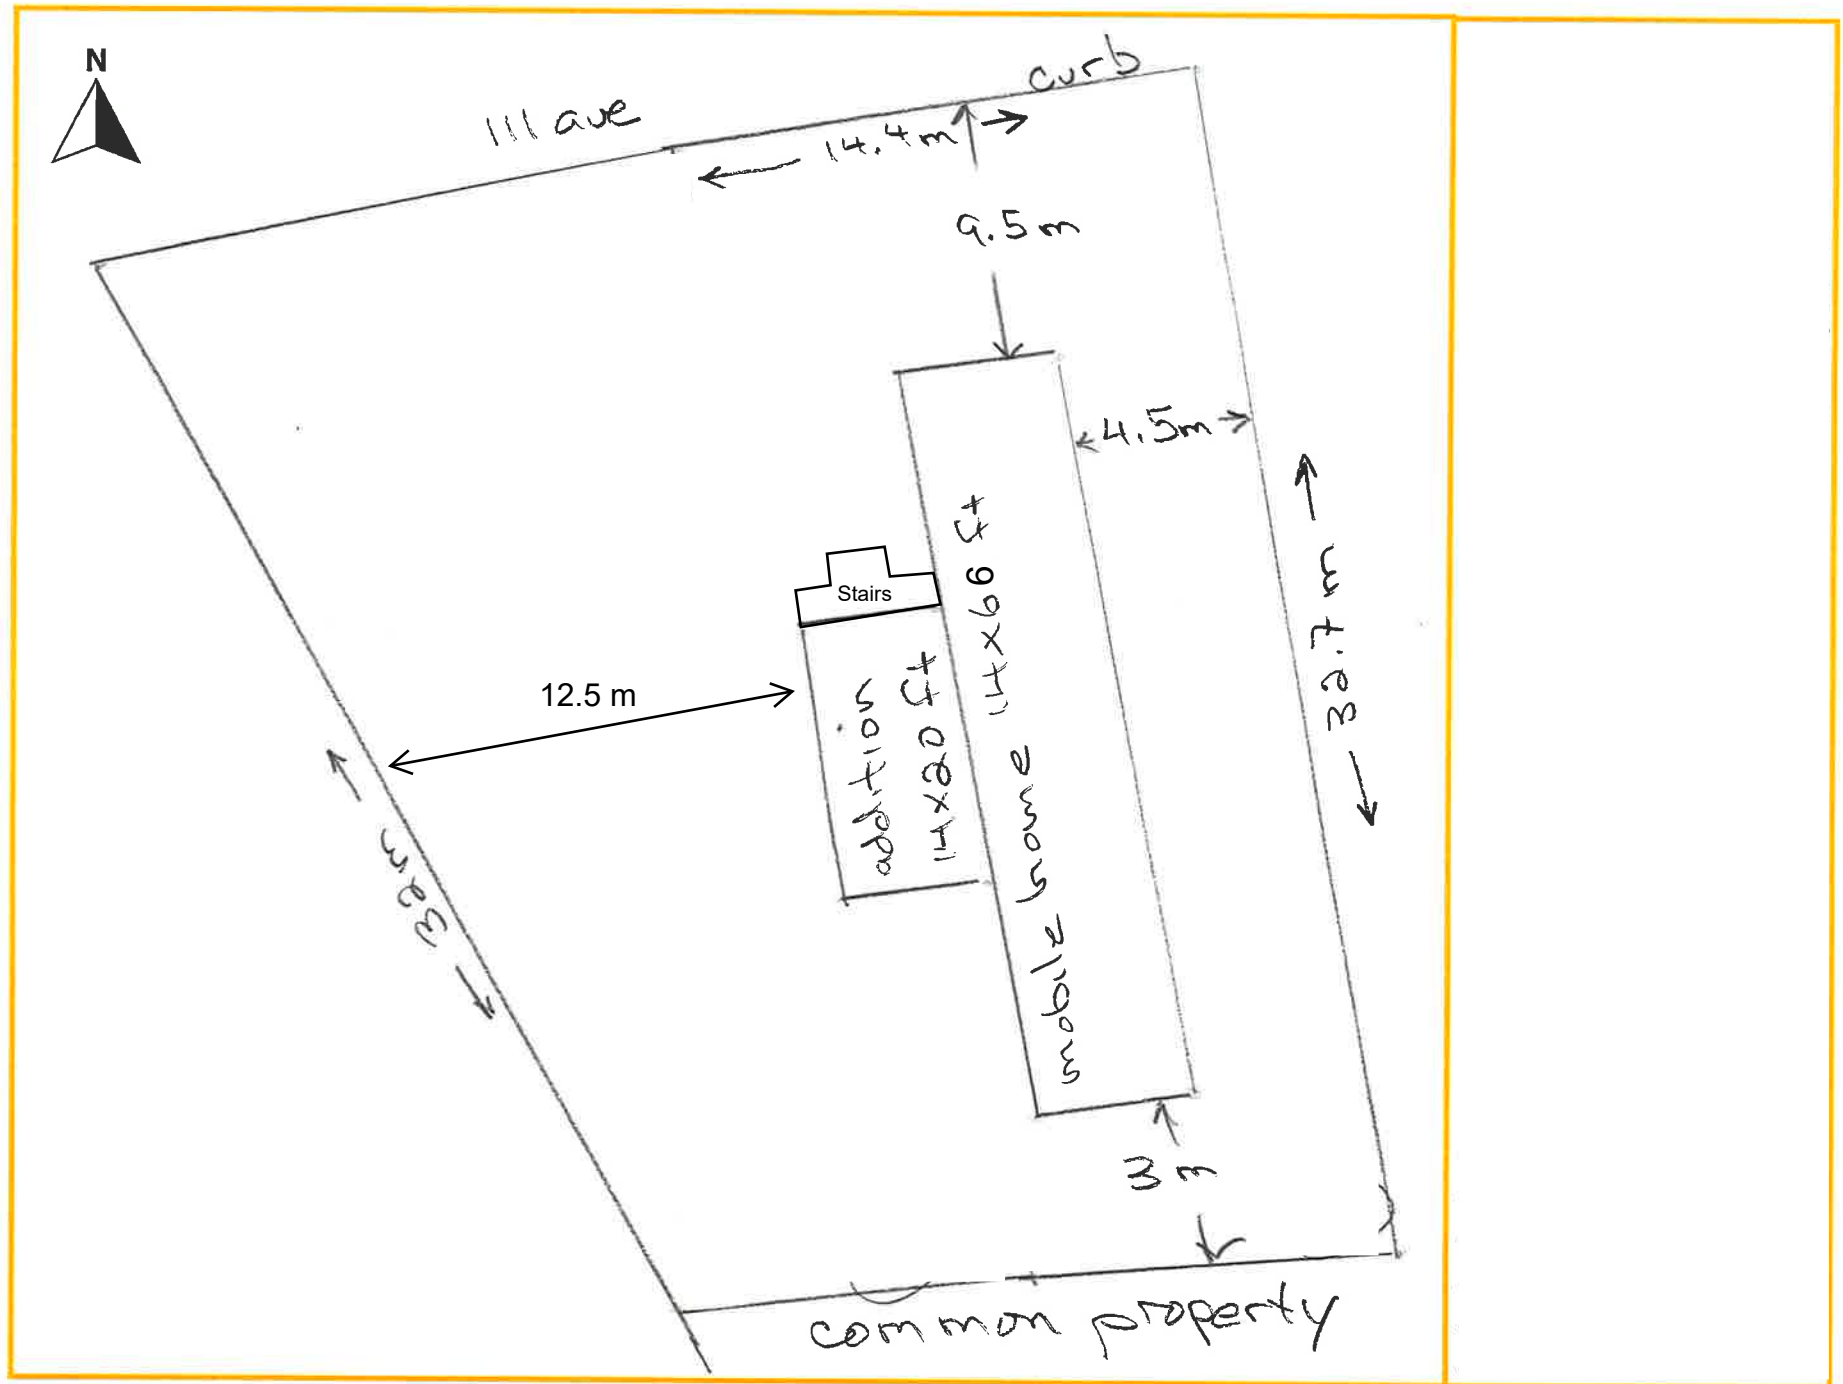 N
111 ave
curb
14.4m
9.5m
4.5m
Stairs
mobile home 14x66 ft
addition
14x20 ft
12.5 m
32.7 m
32m
3m
common property